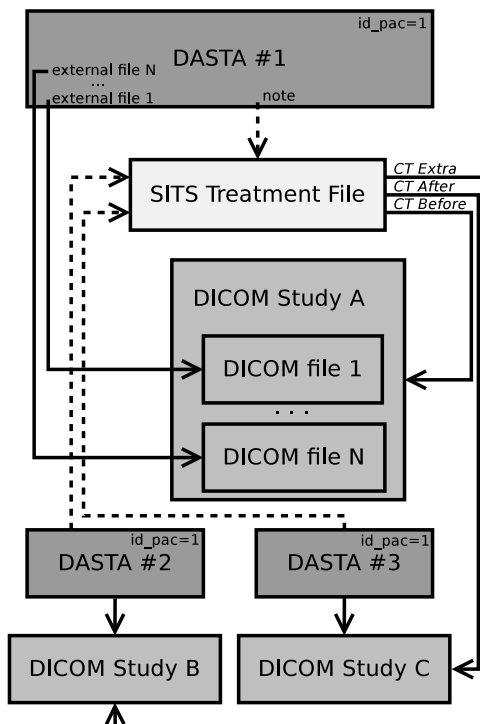 id_pac=1
DASTA #1
external file N
...
external file 1
note
SITS Treatment File
CT Extra
CT After
CT Before
DICOM Study A
DICOM file 1
. . .
DICOM file N
id_pac=1
DASTA #2
id_pac=1
DASTA #3
DICOM Study B
DICOM Study C